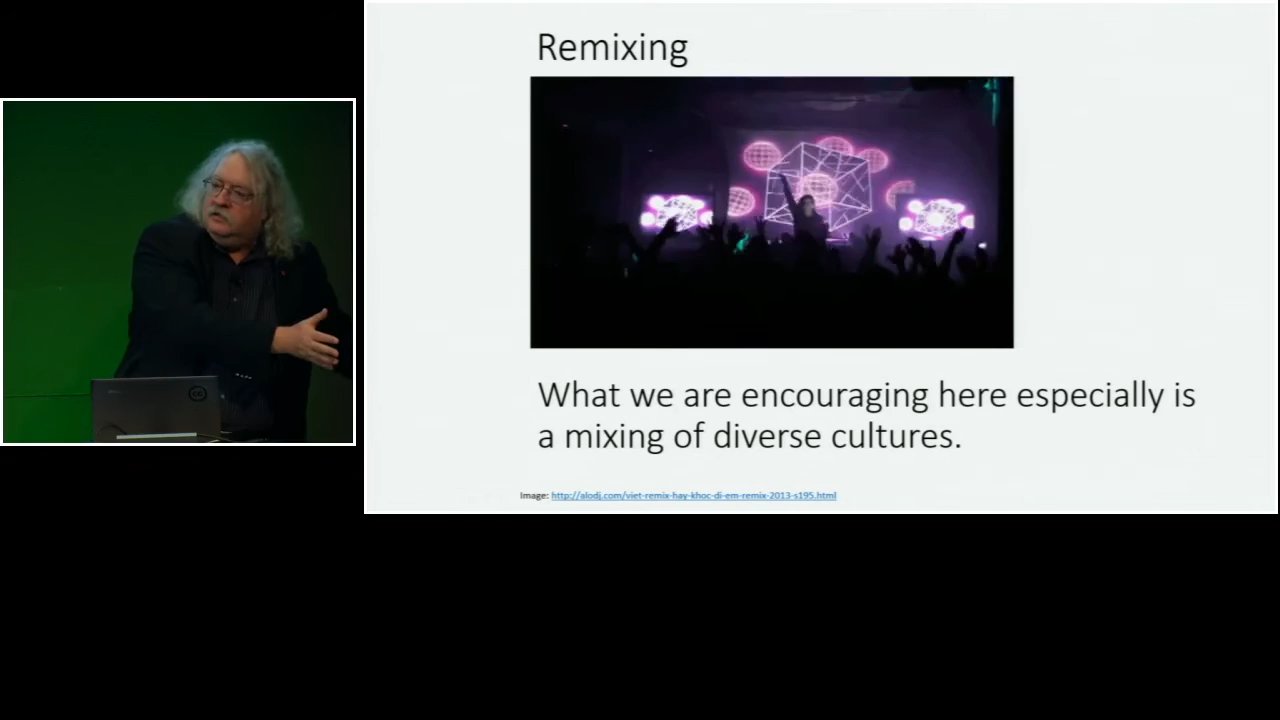 Remixing
What we are encouraging here especially is
a mixing of diverse cultures.
Image: http://alodj.com/viet-remix-hay-khoc-di-em-remix-2013-s195.html